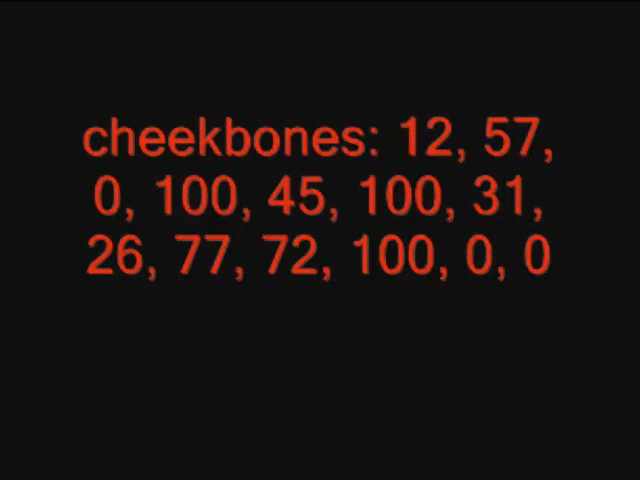 cheekbones: 12, 57,
0, 100, 45, 100, 31,
26, 77, 72, 100, 0, 0